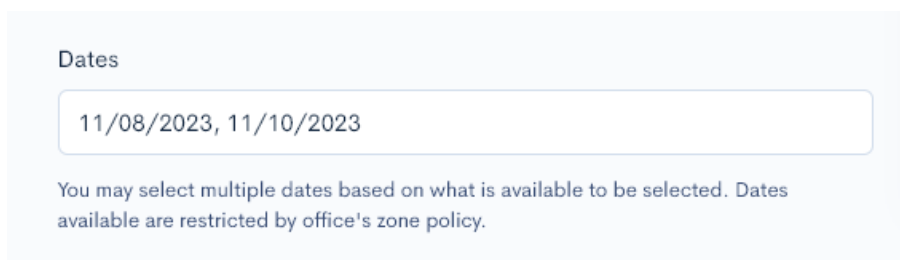 Dates
11/08/2023, 11/10/2023
You may select multiple dates based on what is available to be selected. Dates
available are restricted by office's zone policy.